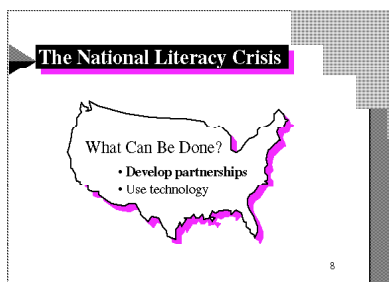 The National Literacy Crisis
What Can Be Done?
• Develop partnerships
• Use technology
8